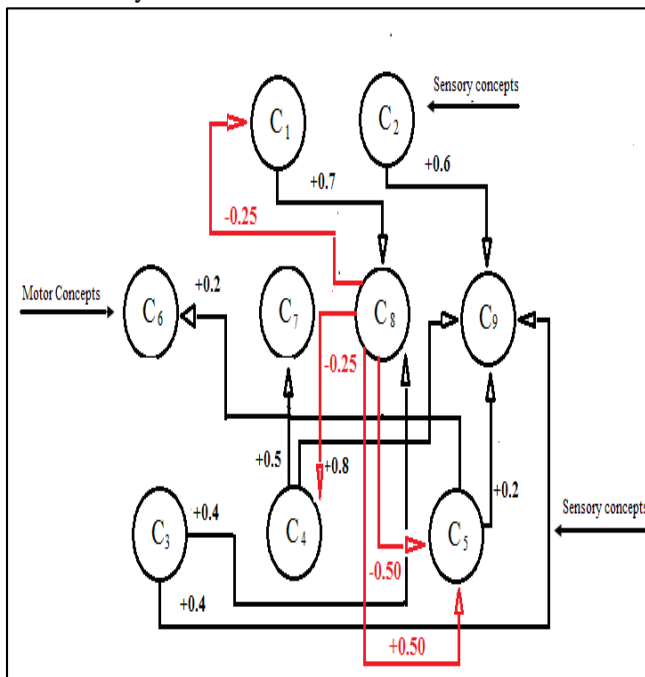 Sensory concepts
C1
C2
+0.7
+0.6
-0.25
Motor Concepts
+0.2
C6
C7
C8
C9
-0.25
+0.5
+0.8
+0.2
C3
+0.4
C4
C5
Sensory concepts
-0.50
+0.4
+0.50